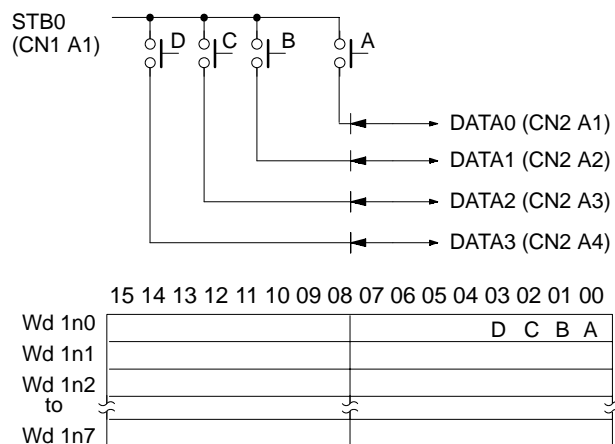 STB0
(CN1 A1)
D C B A
DATA0 (CN2 A1)
DATA1 (CN2 A2)
DATA2 (CN2 A3)
DATA3 (CN2 A4)
15 14 13 12 11 10 09 08 07 06 05 04 03 02 01 00
Wd 1n0 D C B A
Wd 1n1
Wd 1n2
to
Wd 1n7